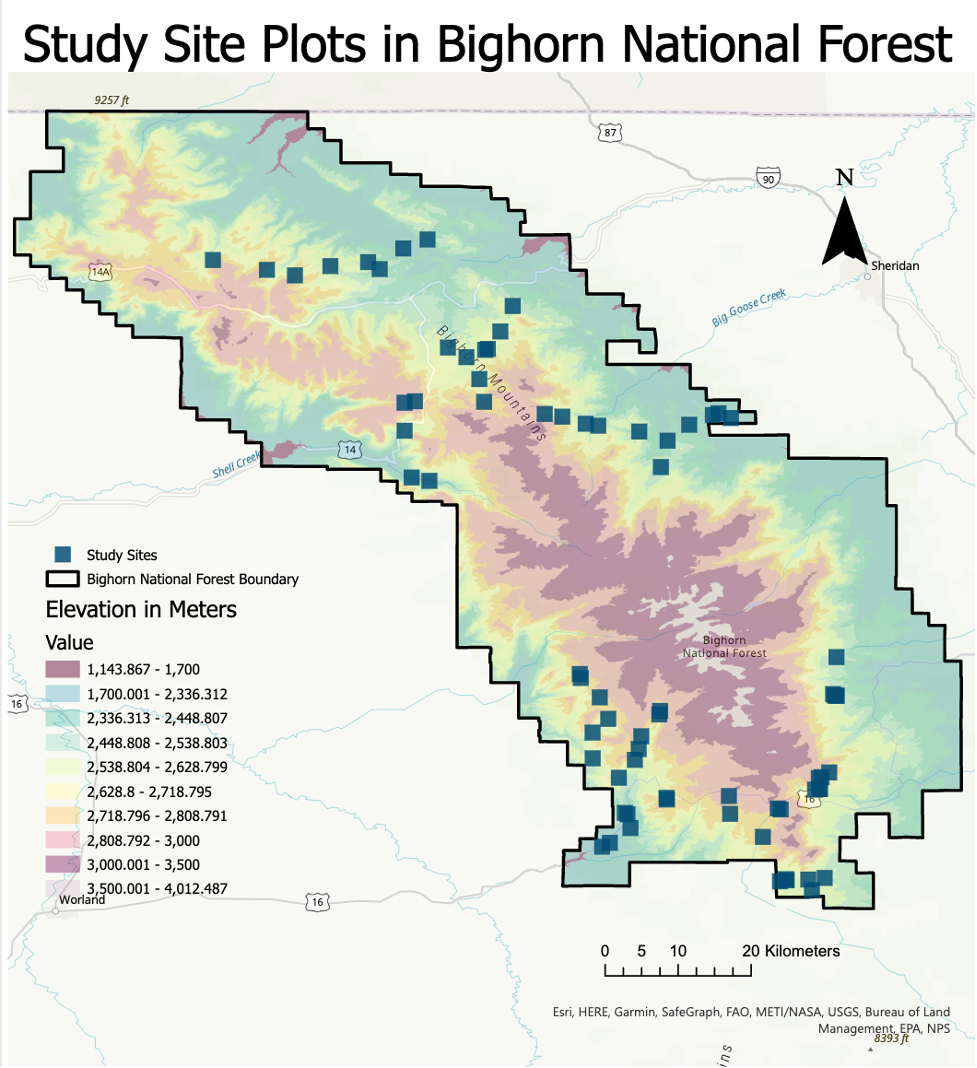 Study Site Plots in Bighorn National Forest
9257 ft
87
90
N
Sheridan
14A
Big Goose Creek
Bighorn Mountains
14
Shell Creek
Study Sites
Bighorn National Forest Boundary
Elevation in Meters
Value
1,143.867 - 1,700
1,700.001 - 2,336.312
2,336.313 - 2,448.807
2,448.808 - 2,538.803
2,538.804 - 2,628.799
2,628.8 - 2,718.795
2,718.796 - 2,808.791
2,808.792 - 3,000
3,000.001 - 3,500
3,500.001 - 4,012.487
Bighorn
National Forest
16
16
Worland
16
0 5 10 20 Kilometers
Esri, HERE, Garmin, SafeGraph, FAO, METI/NASA, USGS, Bureau of Land
Management, EPA, NPS
8393 ft
ins